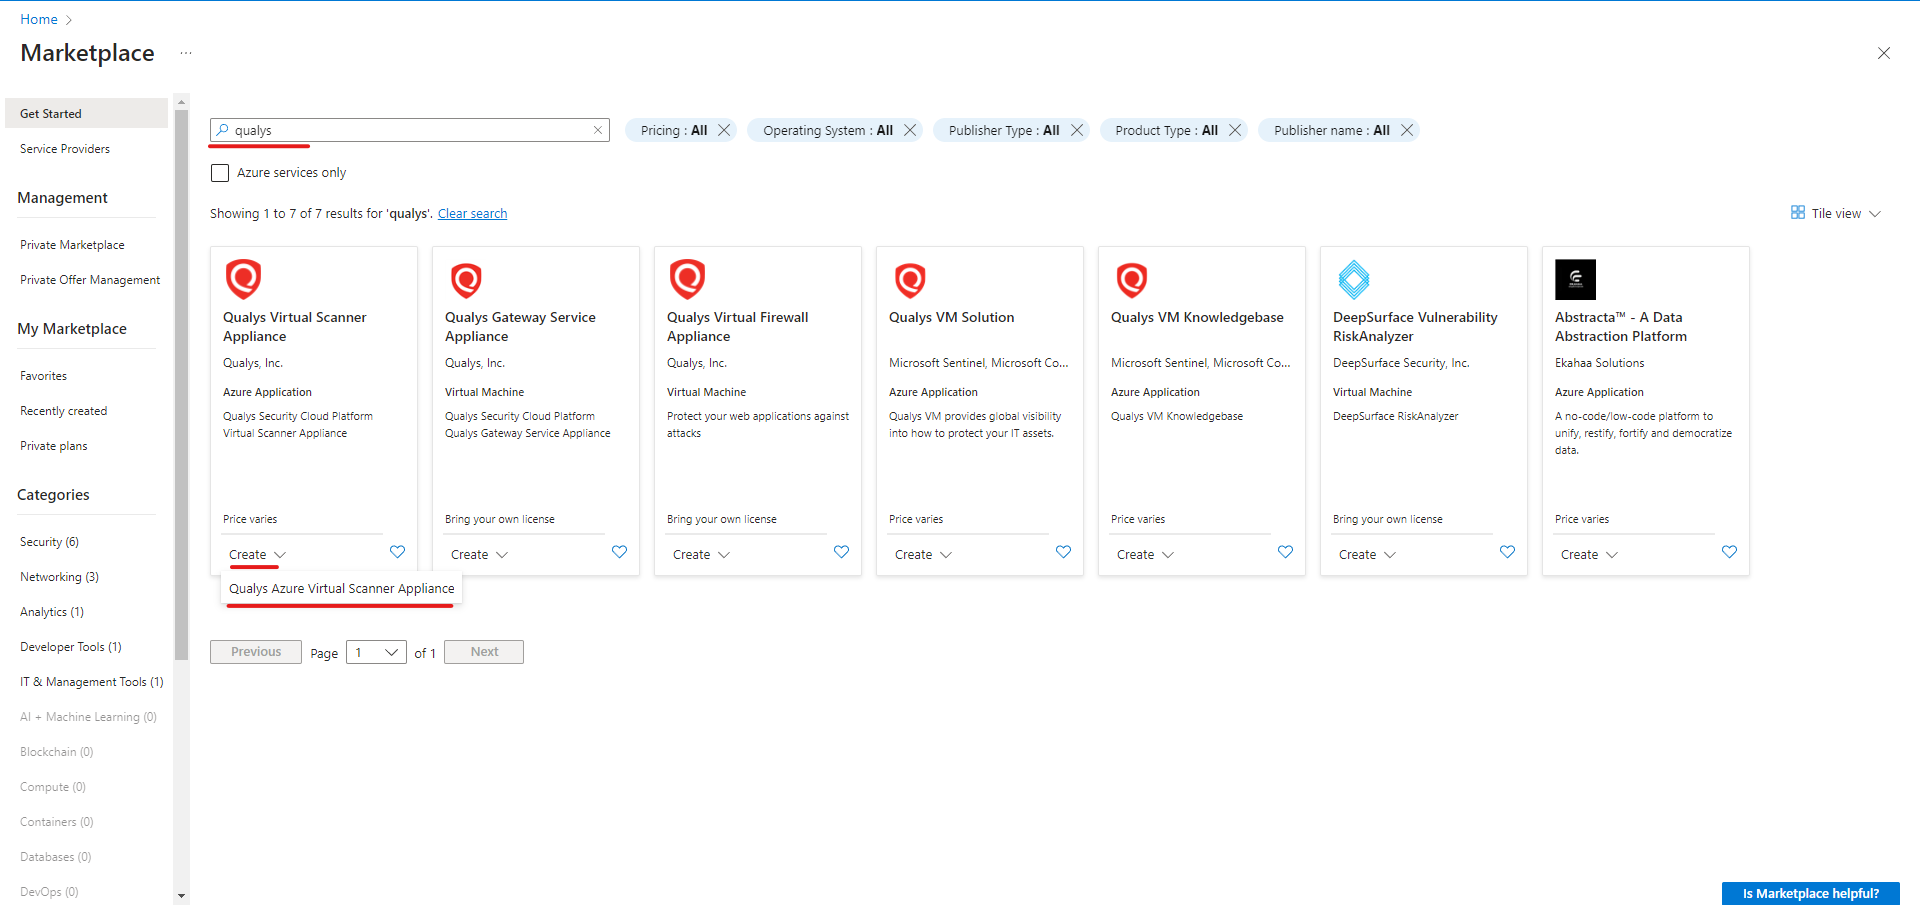 Home
Marketplace
...
Get Started
Service Providers
Management
Private Marketplace
Private Offer Management
My Marketplace
Favorites
Recently created
Private plans
Categories
Security (6)
Networking (3)
Analytics (1)
Developer Tools (1)
IT & Management Tools (1)
AI + Machine Learning (0)
Blockchain (0)
Compute (0)
Containers (0)
Databases (0)
DevOps (0)
qualys
Pricing : All
Operating System : All
Publisher Type : All
Product Type : All
Publisher name : All
Azure services only
Showing 1 to 7 of 7 results for 'qualys'. Clear search
Tile view
Qualys Virtual Scanner
Appliance
Qualys, Inc.
Azure Application
Qualys Security Cloud Platform
Virtual Scanner Appliance
Price varies
Create
Qualys Azure Virtual Scanner Appliance
Qualys Gateway Service
Appliance
Qualys, Inc.
Virtual Machine
Qualys Security Cloud Platform
Qualys Gateway Service Appliance
Bring your own license
Create
Qualys Virtual Firewall
Appliance
Qualys, Inc.
Virtual Machine
Protect your web applications against
attacks
Bring your own license
Create
Qualys VM Solution
Microsoft Sentinel, Microsoft Co...
Azure Application
Qualys VM provides global visibility
into how to protect your IT assets.
Price varies
Create
Qualys VM Knowledgebase
Microsoft Sentinel, Microsoft Co...
Azure Application
Qualys VM Knowledgebase
Price varies
Create
DeepSurface Vulnerability
RiskAnalyzer
DeepSurface Security, Inc.
Virtual Machine
DeepSurface RiskAnalyzer
Bring your own license
Create
Abstracta™ - A Data
Abstraction Platform
Ekahaa Solutions
Azure Application
A no-code/low-code platform to
unify, restify, fortify and democratize
data.
Price varies
Create
Previous
Page
1
of 1
Next
Is Marketplace helpful?